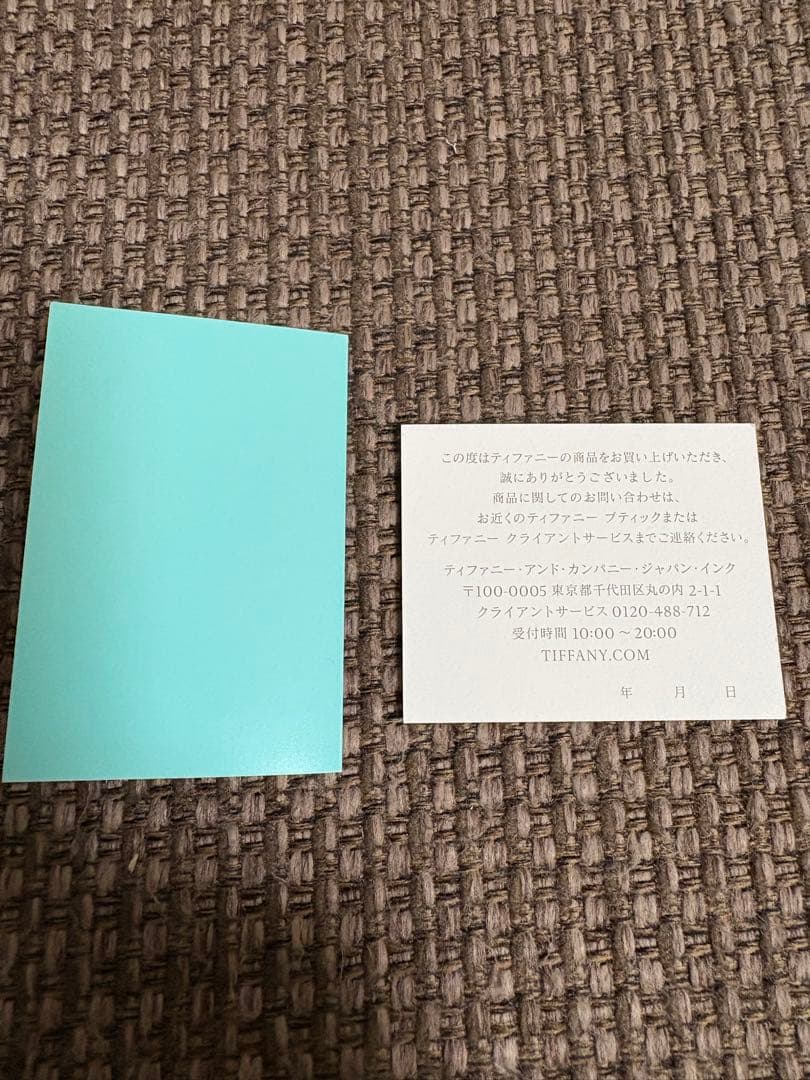 この度はティファニーの商品をお買い上げいただき、
誠にありがとうございました。
商品に関してのお問い合わせは、
お近くのティファニー ブティックまたは
ティファニー クライアントサービスまでご連絡ください。
ティファニー・アンド・カンパニー・ジャパン・インク
〒100-0005 東京都千代田区丸の内 2-1-1
クライアントサービス 0120-488-712
受付時間 10:00 〜 20:00
TIFFANY.COM
年 月 日